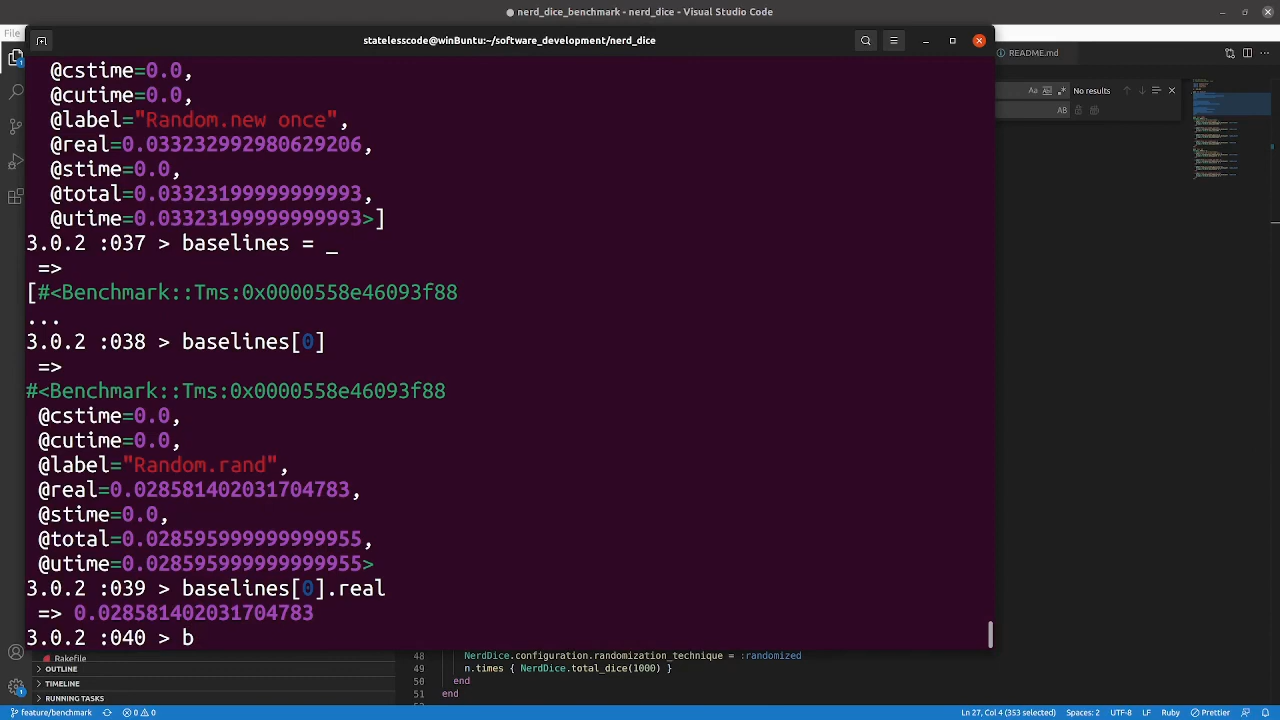 nerd_dice_benchmark - nerd_dice - Visual Studio Code
File
statelesscode@winBuntu:~/software_development/nerd_dice
README.md
Aa
No results
AB
@cstime=0.0,
@cutime=0.0,
@label="Random.new once",
@real=0.033232992980629206,
@stime=0.0,
@total=0.03323199999999993,
@utime=0.03323199999999993>]
3.0.2 :037 > baselines = _
=>
[#<Benchmark::Tms:0x0000558e46093f88
...
3.0.2 :038 > baselines[0]
=>
#<Benchmark::Tms:0x0000558e46093f88
@cstime=0.0,
@cutime=0.0,
@label="Random.rand",
@real=0.028581402031704783,
@stime=0.0,
@total=0.028595999999999955,
@utime=0.028595999999999955>
3.0.2 :039 > baselines[0].real
=> 0.028581402031704783
3.0.2 :040 > b
Rakefile
OUTLINE
TIMELINE
RUNNING TASKS
48 NerdDice.configuration.randomization_technique = :randomized
49 n.times { NerdDice.total_dice(1000) }
50 end
51 end
feature/benchmark
0 0
Ln 27, Col 4 (353 selected)
Spaces: 2
UTF-8
LF
Ruby
Prettier